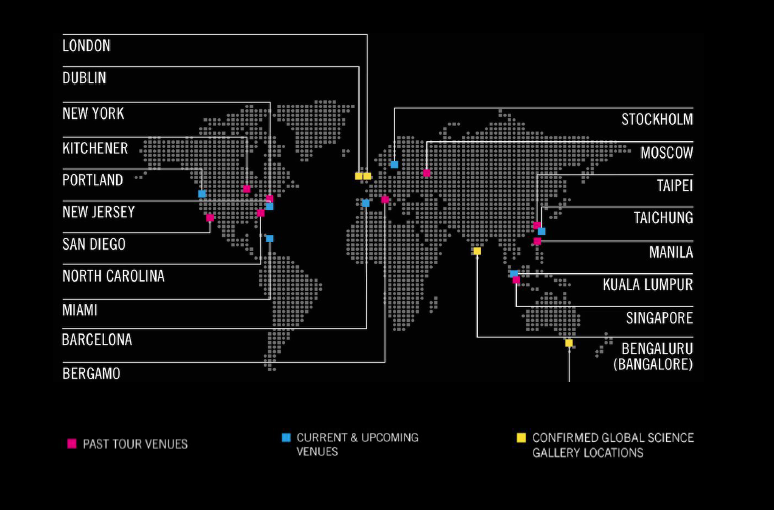 LONDON
DUBLIN
NEW YORK
KITCHENER
PORTLAND
NEW JERSEY
SAN DIEGO
NORTH CAROLINA
MIAMI
BARCELONA
BERGAMO
STOCKHOLM
MOSCOW
TAIPEI
TAICHUNG
MANILA
KUALA LUMPUR
SINGAPORE
BENGALURU
(BANGALORE)
PAST TOUR VENUES
CURRENT & UPCOMING
VENUES
CONFIRMED GLOBAL SCIENCE
GALLERY LOCATIONS